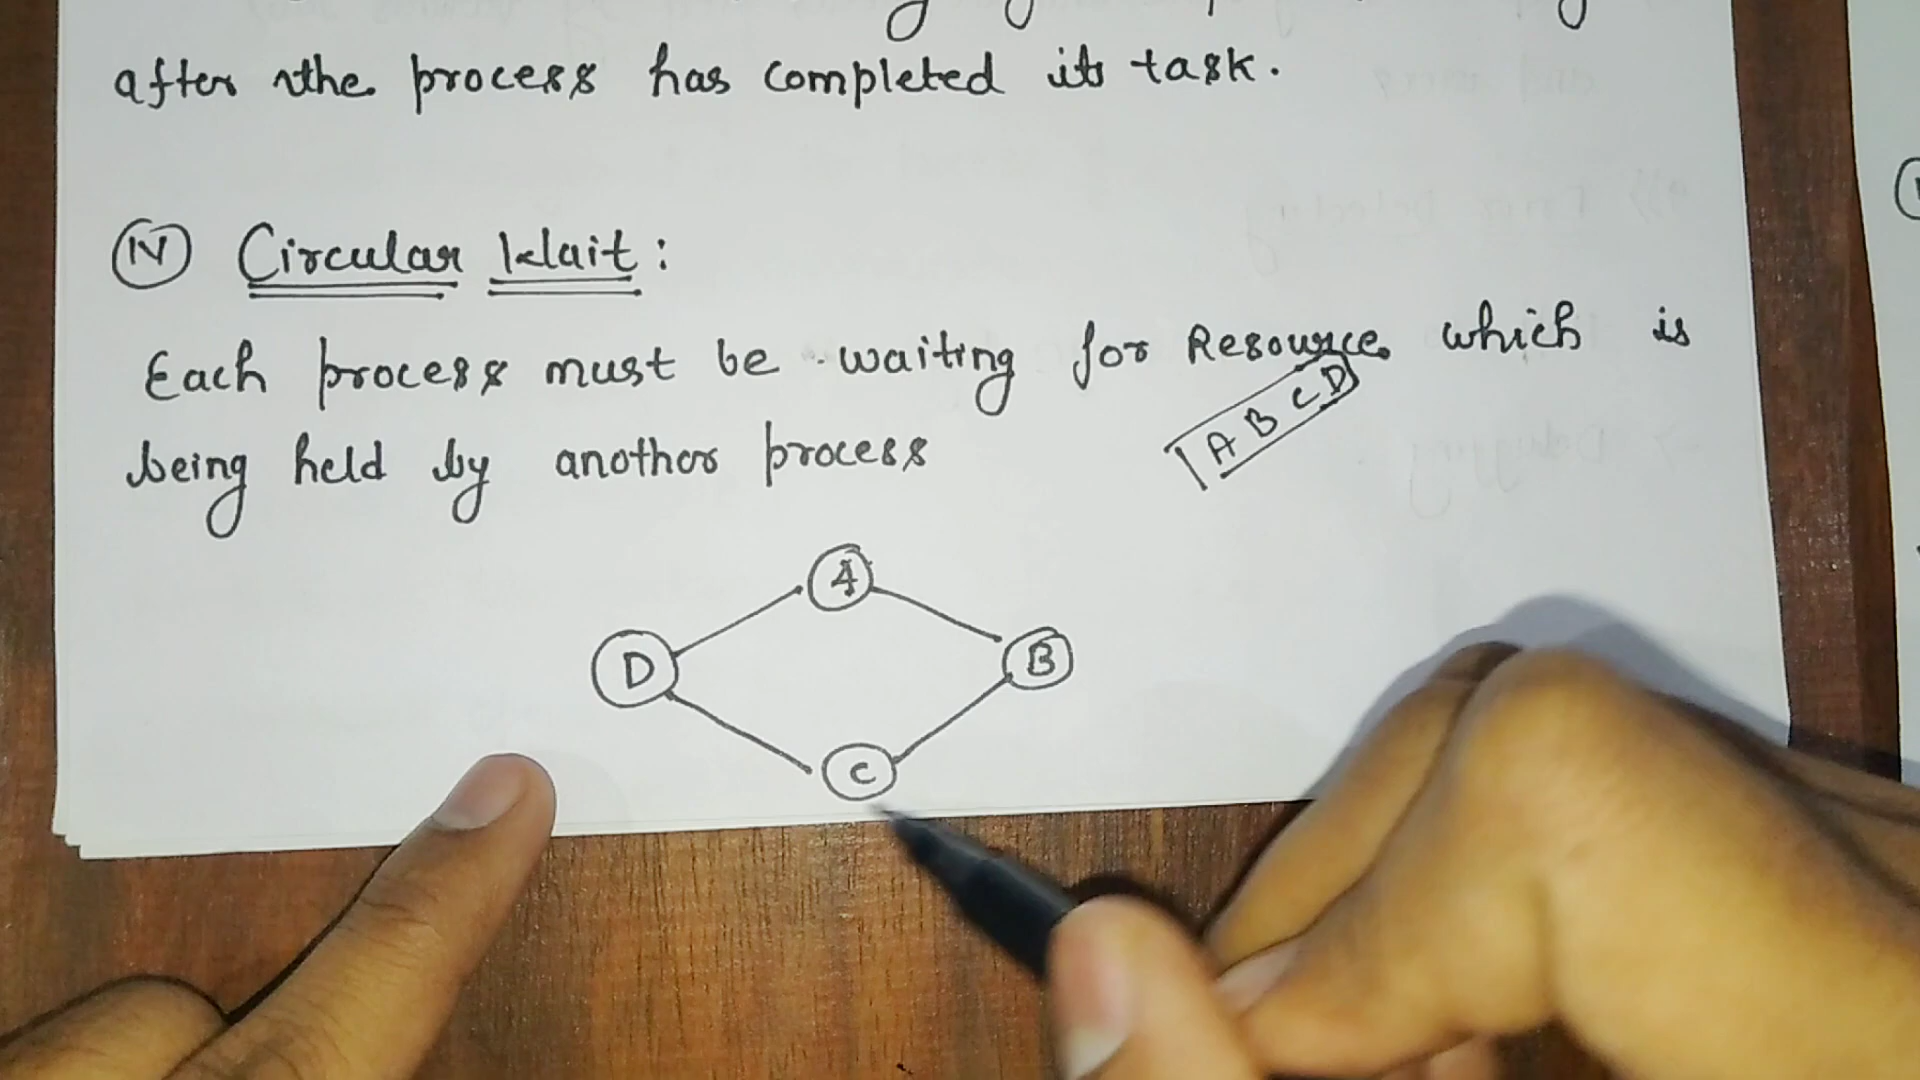 after the process has completed its task.
IV Circular Wait:
Each process must be waiting for Resource which is
being held by another process
A B C D
A
D
B
C